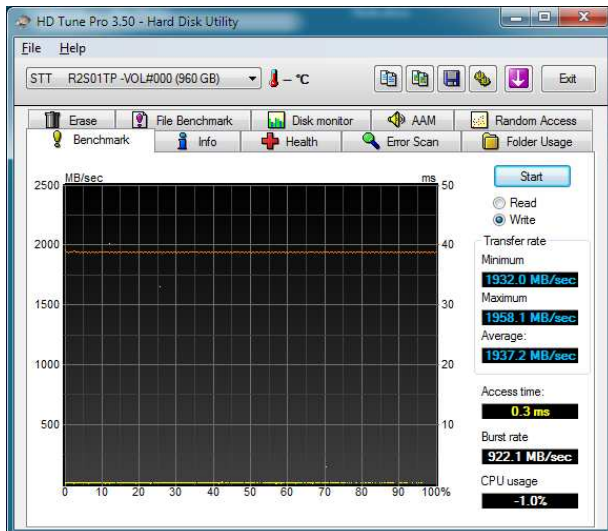 HD Tune Pro 3.50 - Hard Disk Utility
File Help
STT R2S01TP -VOL#000 (960 GB) – °C Exit
Erase File Benchmark Disk monitor AAM Random Access
Benchmark Info Health Error Scan Folder Usage
MB/sec ms
2500 50
2000 40
1500 30
1000 20
500 10
0 10 20 30 40 50 60 70 80 90 100%
Start
Read
Write
Transfer rate
Minimum
1932.0 MB/sec
Maximum
1958.1 MB/sec
Average:
1937.2 MB/sec
Access time:
0.3 ms
Burst rate
922.1 MB/sec
CPU usage
-1.0%